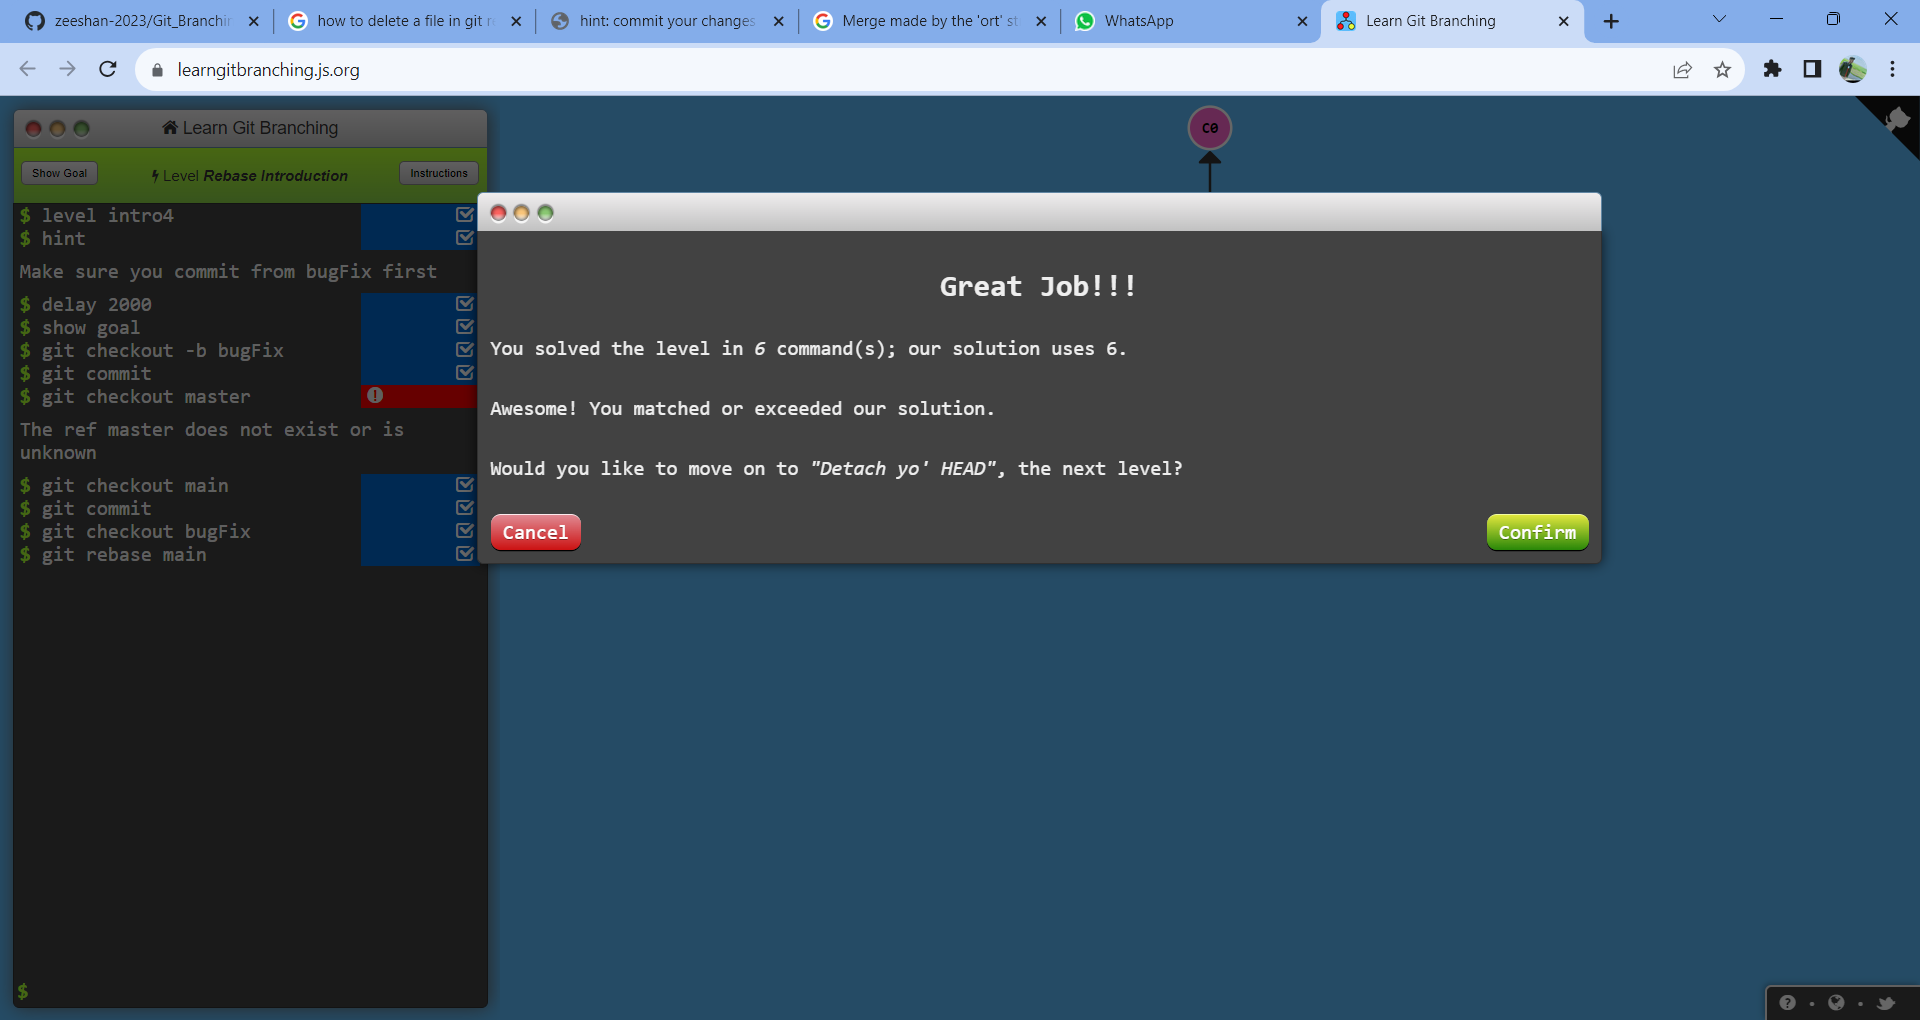 zeeshan-2023/Git_Branchin
how to delete a file in git r
hint: commit your changes
Merge made by the 'ort' st
WhatsApp
Learn Git Branching
learngitbranching.js.org
Learn Git Branching
C0
Show Goal
Level Rebase Introduction
Instructions
$ level intro4
$ hint
Make sure you commit from bugFix first
$ delay 2000
$ show goal
$ git checkout -b bugFix
$ git commit
$ git checkout master
The ref master does not exist or is
unknown
$ git checkout main
$ git commit
$ git checkout bugFix
$ git rebase main
$
Great Job!!!
You solved the level in 6 command(s); our solution uses 6.
Awesome! You matched or exceeded our solution.
Would you like to move on to "Detach yo' HEAD", the next level?
Cancel
Confirm